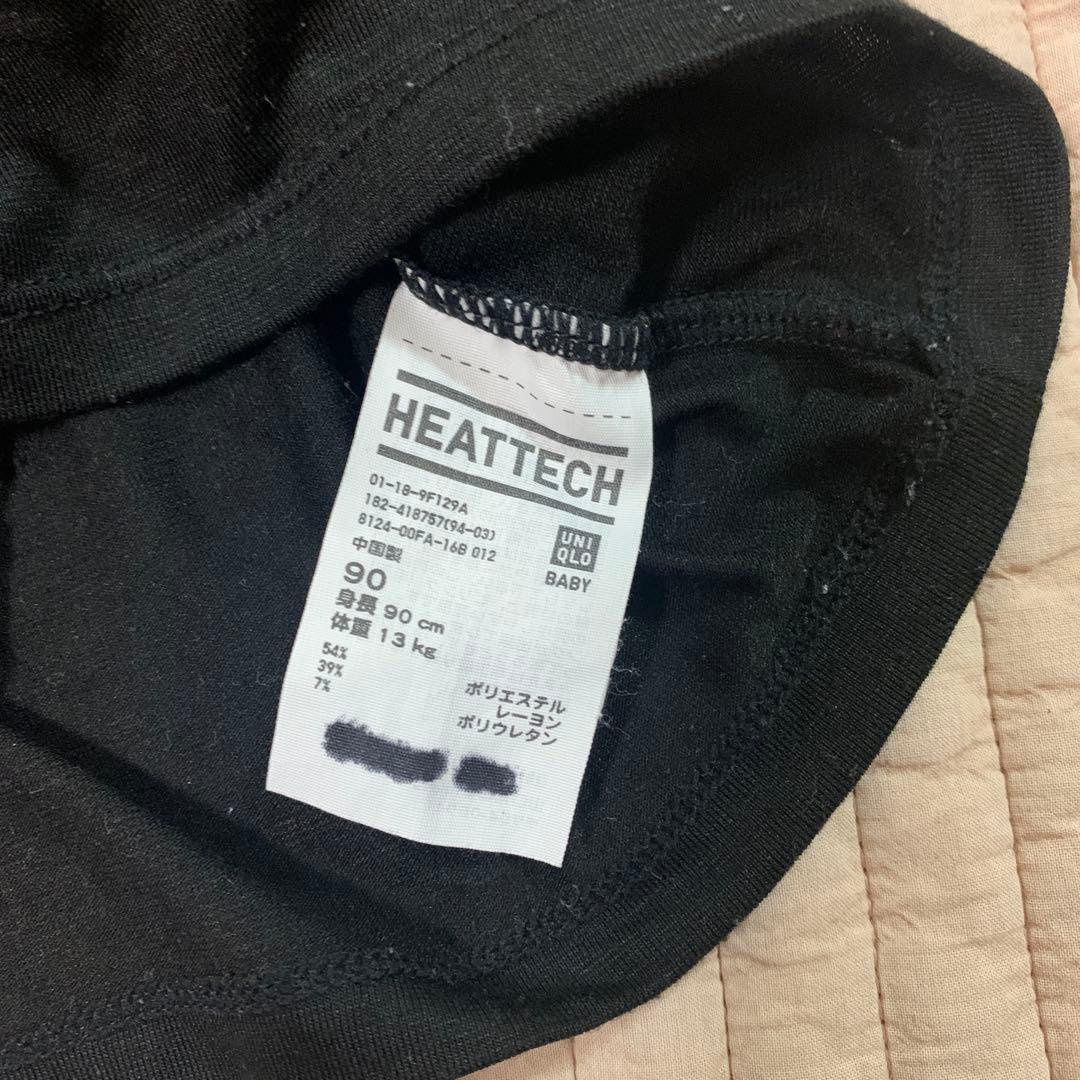 HEATTECH
01-18-9F129A
182-418757(94-03)
8124-00FA-16B 012
UNI
QLO
BABY
中国製
90
身長 90 cm
体重 13 kg
54%
39%
7%
ポリエステル
レーヨン
ポリウレタン